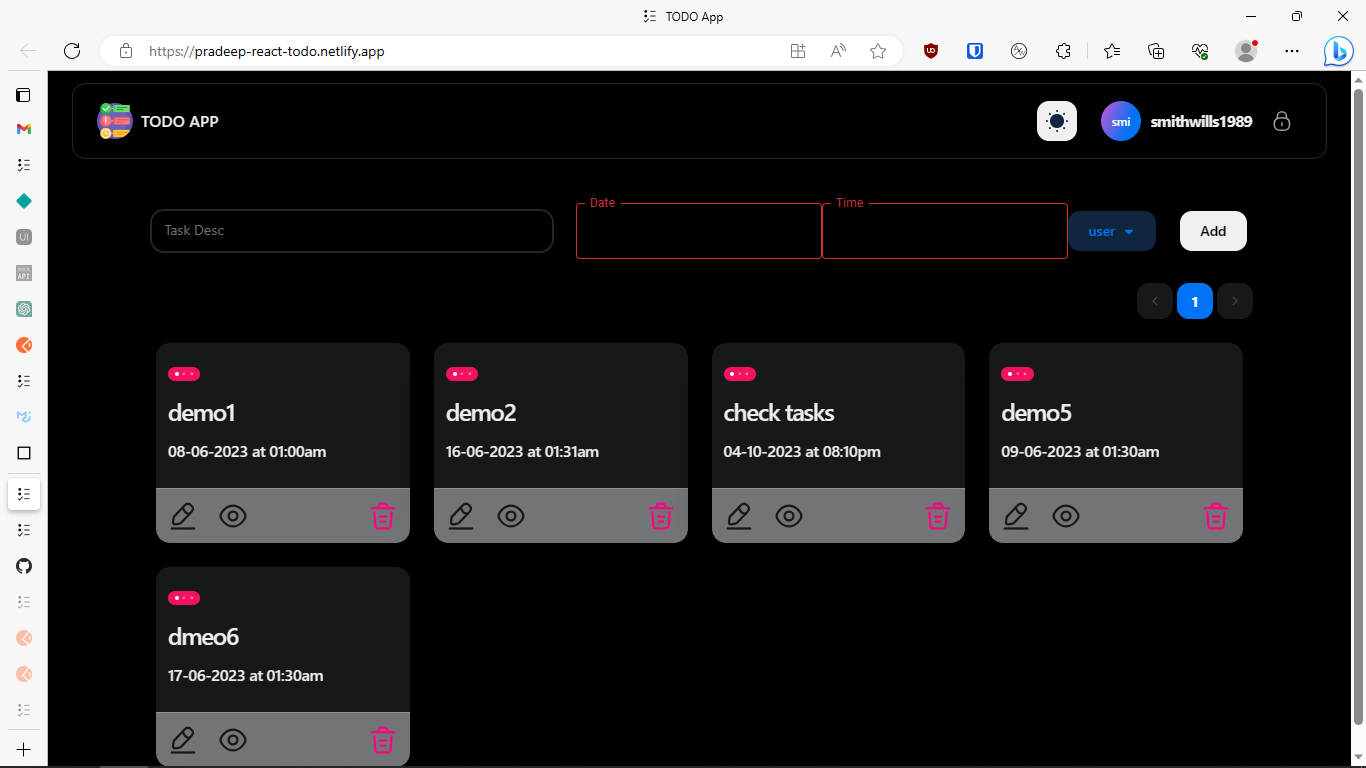 TODO App
https://pradeep-react-todo.netlify.app
TODO APP
smi
smithwills1989
Task Desc
Date
Time
user
Add
1
demo1
08-06-2023 at 01:00am
demo2
16-06-2023 at 01:31am
check tasks
04-10-2023 at 08:10pm
demo5
09-06-2023 at 01:30am
dmeo6
17-06-2023 at 01:30am
UI
API